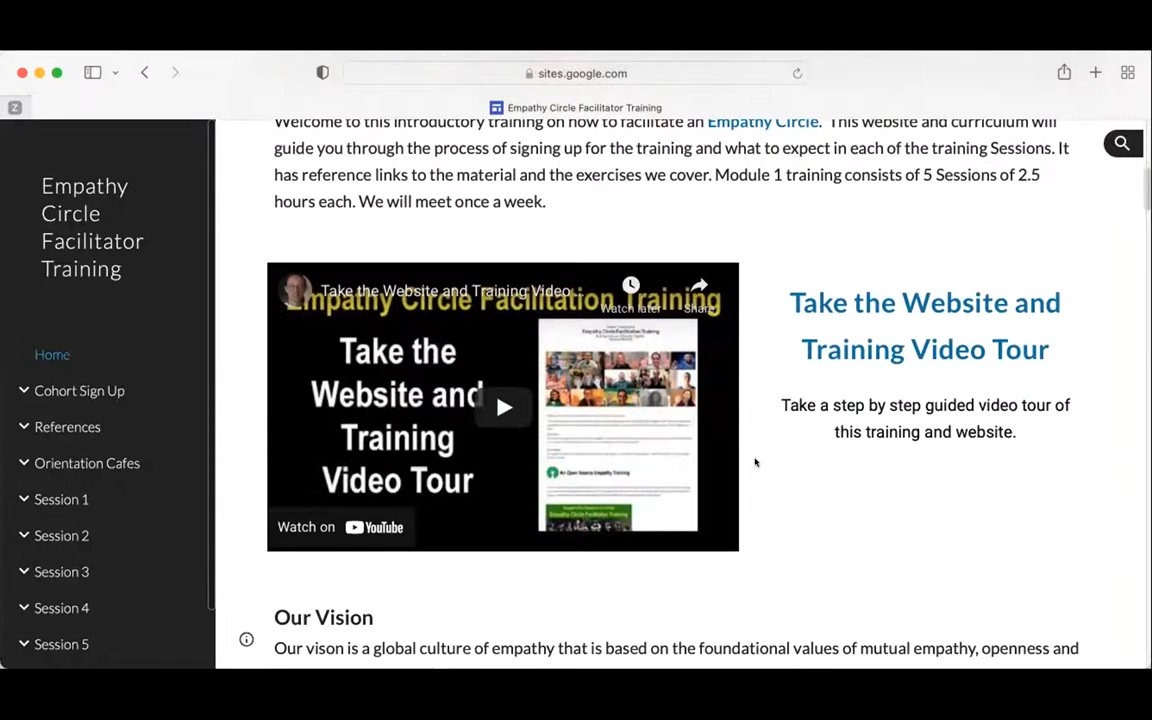 sites.google.com
Z
Empathy Circle Facilitator Training
Empathy
Circle
Facilitator
Training
Home
Cohort Sign Up
References
Orientation Cafes
Session 1
Session 2
Session 3
Session 4
Session 5
Welcome to this introductory training on how to facilitate an Empathy Circle. This website and curriculum will
guide you through the process of signing up for the training and what to expect in each of the training Sessions. It
has reference links to the material and the exercises we cover. Module 1 training consists of 5 Sessions of 2.5
hours each. We will meet once a week.
Take the Website and Training Video...
Empathy Circle Facilitation Training
Watch later
Share
Take the
Website and
Training
Video Tour
Watch on YouTube
Take the Website and
Training Video Tour
Take a step by step guided video tour of
this training and website.
Our Vision
Our vison is a global culture of empathy that is based on the foundational values of mutual empathy, openness and